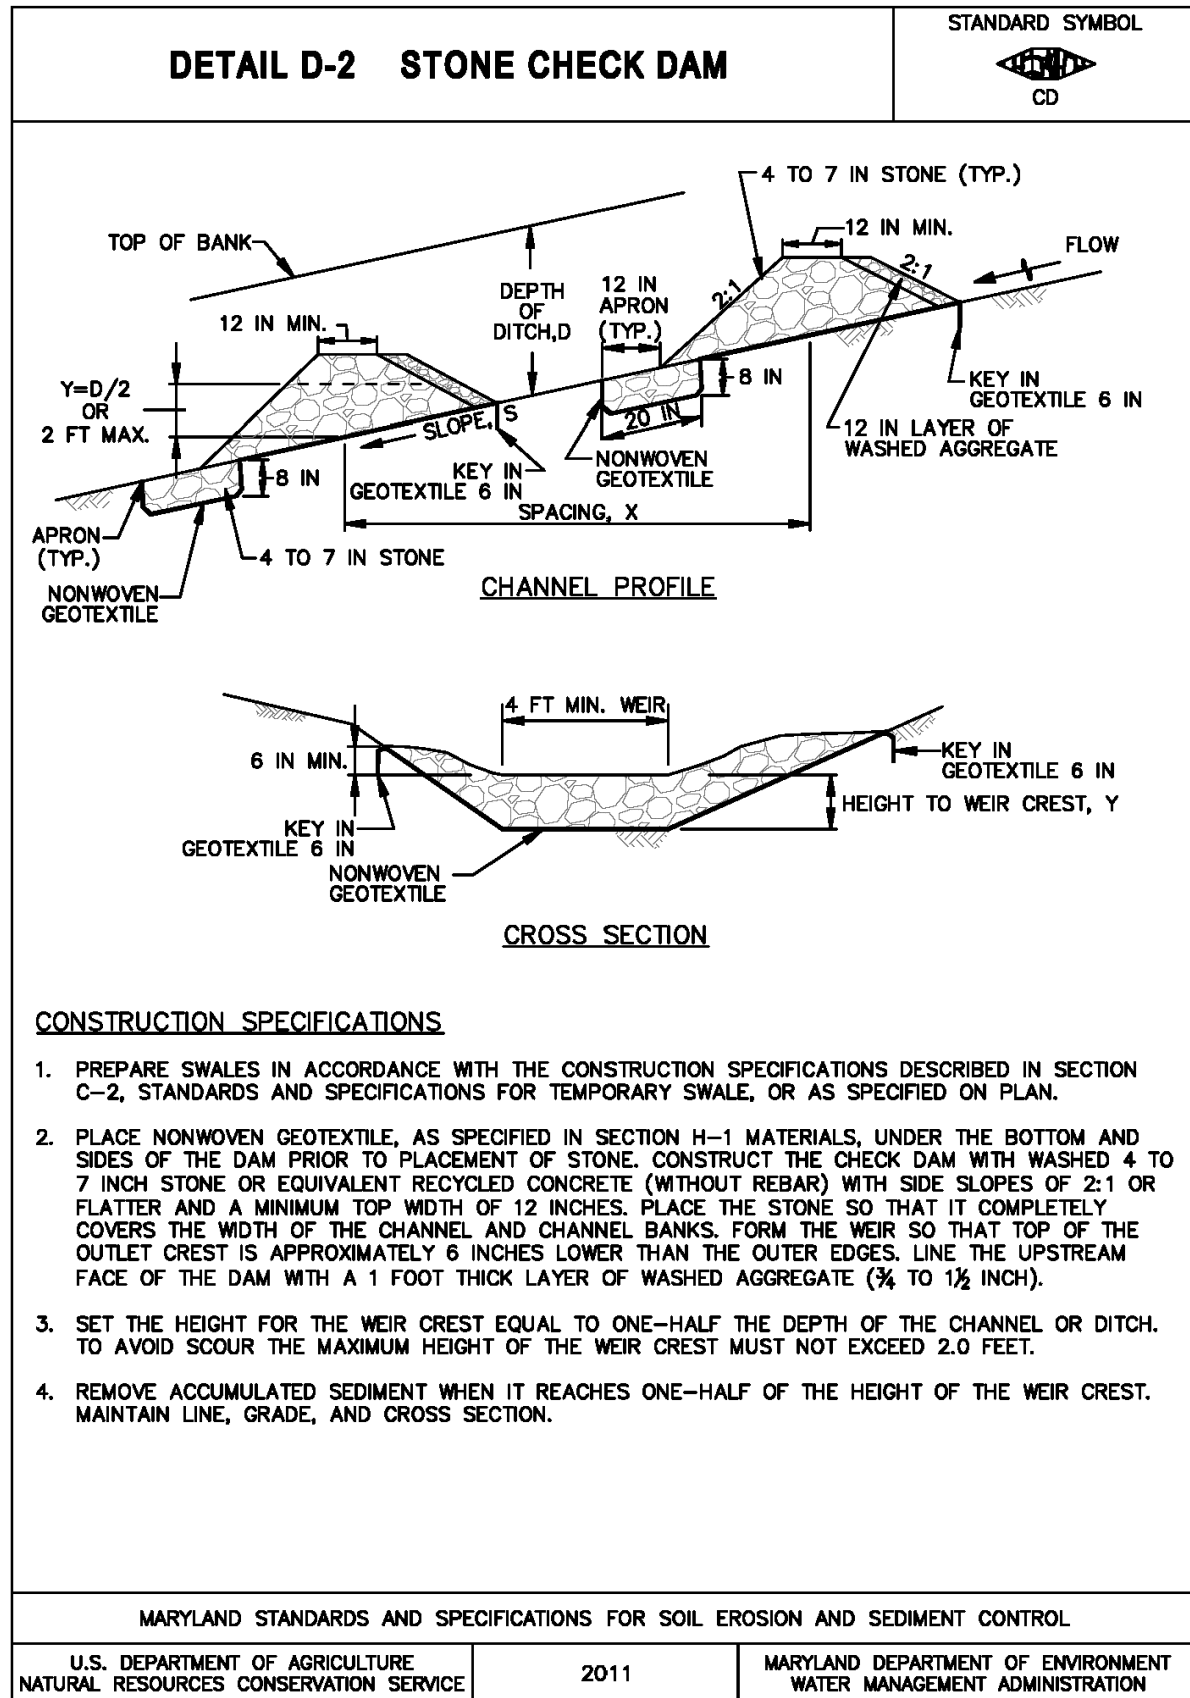 DETAIL D-2 STONE CHECK DAM
STANDARD SYMBOL
CD
4 TO 7 IN STONE (TYP.)
12 IN MIN.
FLOW
TOP OF BANK
2:1
2:1
DEPTH
OF
DITCH,D
12 IN
APRON
(TYP.)
12 IN MIN.
8 IN
KEY IN
GEOTEXTILE 6 IN
Y=D/2
OR
2 FT MAX.
SLOPE, S
20 IN
12 IN LAYER OF
WASHED AGGREGATE
8 IN
KEY IN
GEOTEXTILE 6 IN
NONWOVEN
GEOTEXTILE
SPACING, X
APRON
(TYP.)
4 TO 7 IN STONE
NONWOVEN
GEOTEXTILE
CHANNEL PROFILE
4 FT MIN. WEIR
6 IN MIN.
KEY IN
GEOTEXTILE 6 IN
HEIGHT TO WEIR CREST, Y
KEY IN
GEOTEXTILE 6 IN
NONWOVEN
GEOTEXTILE
CROSS SECTION
CONSTRUCTION SPECIFICATIONS
1. PREPARE SWALES IN ACCORDANCE WITH THE CONSTRUCTION SPECIFICATIONS DESCRIBED IN SECTION
C-2, STANDARDS AND SPECIFICATIONS FOR TEMPORARY SWALE, OR AS SPECIFIED ON PLAN.
2. PLACE NONWOVEN GEOTEXTILE, AS SPECIFIED IN SECTION H-1 MATERIALS, UNDER THE BOTTOM AND
SIDES OF THE DAM PRIOR TO PLACEMENT OF STONE. CONSTRUCT THE CHECK DAM WITH WASHED 4 TO
7 INCH STONE OR EQUIVALENT RECYCLED CONCRETE (WITHOUT REBAR) WITH SIDE SLOPES OF 2:1 OR
FLATTER AND A MINIMUM TOP WIDTH OF 12 INCHES. PLACE THE STONE SO THAT IT COMPLETELY
COVERS THE WIDTH OF THE CHANNEL AND CHANNEL BANKS. FORM THE WEIR SO THAT TOP OF THE
OUTLET CREST IS APPROXIMATELY 6 INCHES LOWER THAN THE OUTER EDGES. LINE THE UPSTREAM
FACE OF THE DAM WITH A 1 FOOT THICK LAYER OF WASHED AGGREGATE (¾ TO 1½ INCH).
3. SET THE HEIGHT FOR THE WEIR CREST EQUAL TO ONE-HALF THE DEPTH OF THE CHANNEL OR DITCH.
TO AVOID SCOUR THE MAXIMUM HEIGHT OF THE WEIR CREST MUST NOT EXCEED 2.0 FEET.
4. REMOVE ACCUMULATED SEDIMENT WHEN IT REACHES ONE-HALF OF THE HEIGHT OF THE WEIR CREST.
MAINTAIN LINE, GRADE, AND CROSS SECTION.
MARYLAND STANDARDS AND SPECIFICATIONS FOR SOIL EROSION AND SEDIMENT CONTROL
U.S. DEPARTMENT OF AGRICULTURE
NATURAL RESOURCES CONSERVATION SERVICE
2011
MARYLAND DEPARTMENT OF ENVIRONMENT
WATER MANAGEMENT ADMINISTRATION